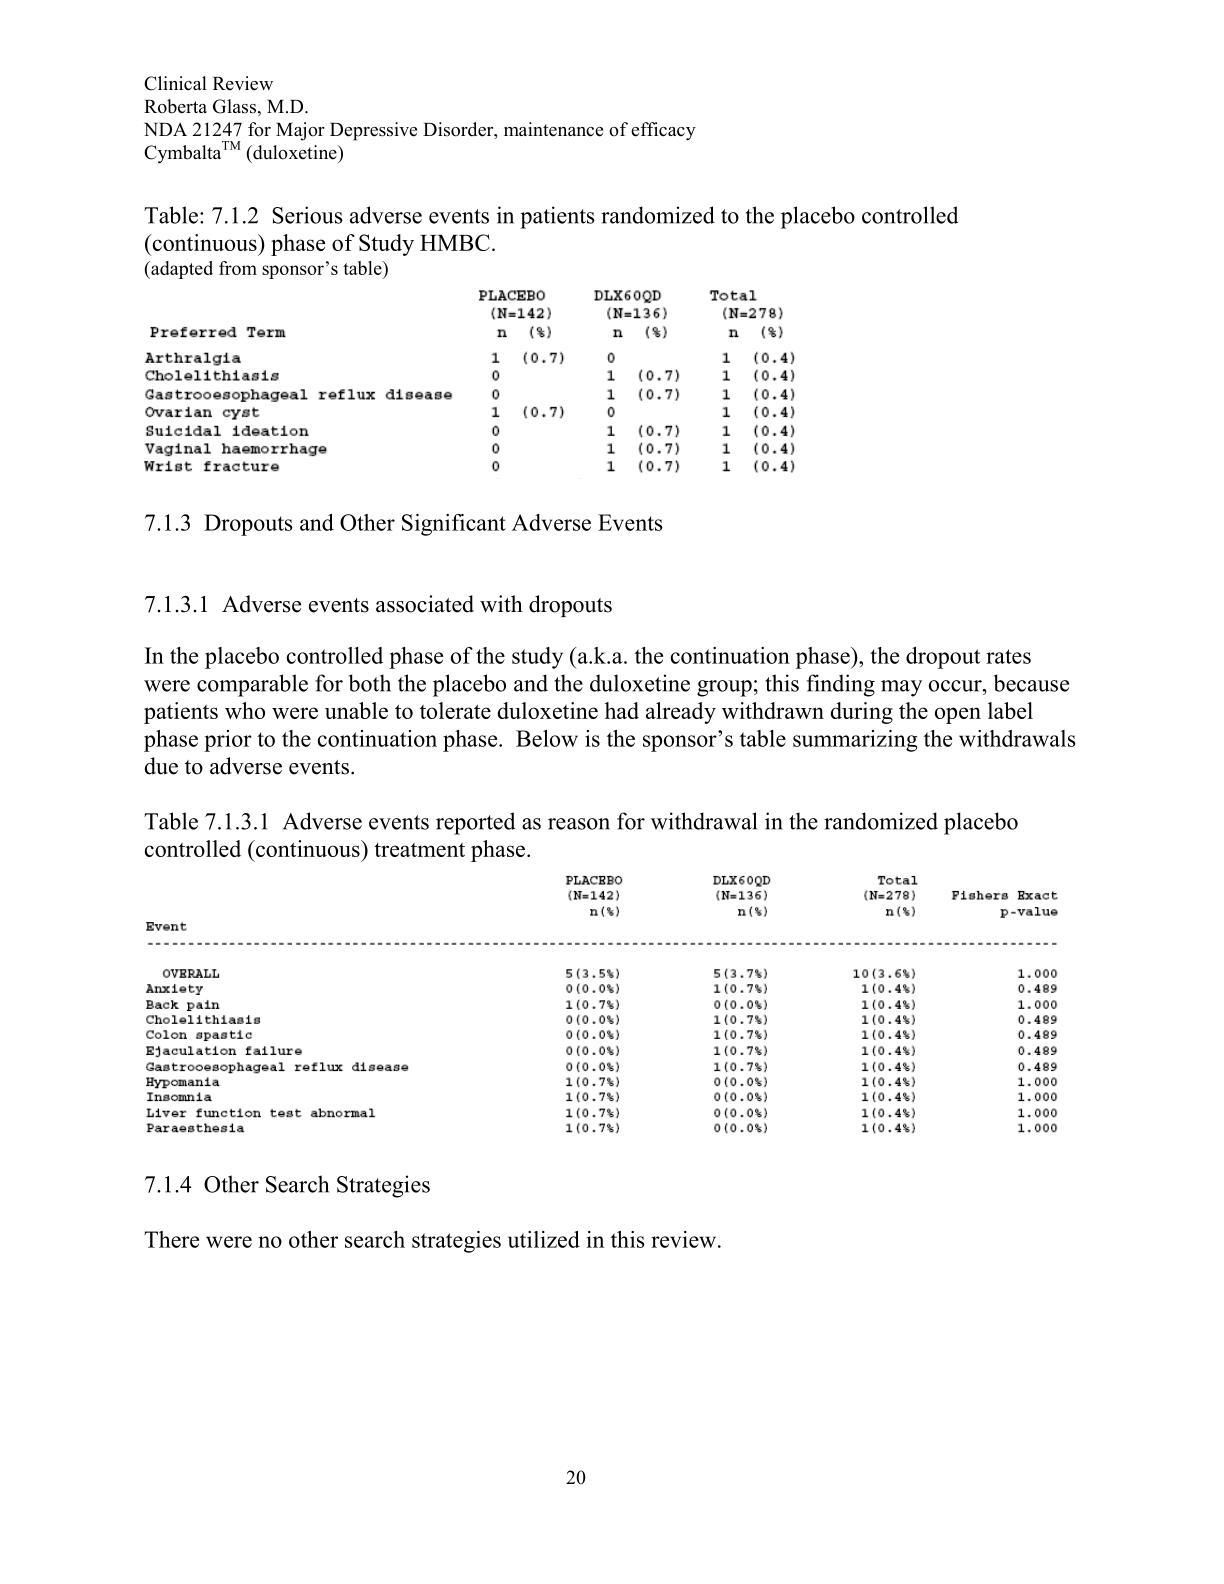 Clinical Review
Roberta Glass, M.D.
NDA 21247 for Major Depressive Disorder, maintenance of efficacy
Cymbalta™ (duloxetine)
Table: 7.1.2 Serious adverse events in patients randomized to the placebo controlled
(continuous) phase of Study HMBC.
(adapted from sponsor's table)
PLACEBO DLX60QD Total
(N=142) (N=136) (N=278)
Preferred Term n (%) n (%) n (%)
Arthralgia 1 (0.7) 0 1 (0.4)
Cholelithiasis 0 1 (0.7) 1 (0.4)
Gastrooesophageal reflux disease 0 1 (0.7) 1 (0.4)
Ovarian cyst 1 (0.7) 0 1 (0.4)
Suicidal ideation 0 1 (0.7) 1 (0.4)
Vaginal haemorrhage 0 1 (0.7) 1 (0.4)
Wrist fracture 0 1 (0.7) 1 (0.4)
7.1.3 Dropouts and Other Significant Adverse Events
7.1.3.1 Adverse events associated with dropouts
In the placebo controlled phase of the study (a.k.a. the continuation phase), the dropout rates
were comparable for both the placebo and the duloxetine group; this finding may occur, because
patients who were unable to tolerate duloxetine had already withdrawn during the open label
phase prior to the continuation phase. Below is the sponsor's table summarizing the withdrawals
due to adverse events.
Table 7.1.3.1 Adverse events reported as reason for withdrawal in the randomized placebo
controlled (continuous) treatment phase.
PLACEBO DLX60QD Total
(N=142) (N=136) (N=278) Fishers Exact
n(%) n(%) n(%) p-value
Event
OVERALL 5(3.5%) 5(3.7%) 10(3.6%) 1.000
Anxiety 0(0.0%) 1(0.7%) 1(0.4%) 0.489
Back pain 1(0.7%) 0(0.0%) 1(0.4%) 1.000
Cholelithiasis 0(0.0%) 1(0.7%) 1(0.4%) 0.489
Colon spastic 0(0.0%) 1(0.7%) 1(0.4%) 0.489
Ejaculation failure 0(0.0%) 1(0.7%) 1(0.4%) 0.489
Gastrooesophageal reflux disease 0(0.0%) 1(0.7%) 1(0.4%) 0.489
Hypomania 1(0.7%) 0(0.0%) 1(0.4%) 1.000
Insomnia 1(0.7%) 0(0.0%) 1(0.4%) 1.000
Liver function test abnormal 1(0.7%) 0(0.0%) 1(0.4%) 1.000
Paraesthesia 1(0.7%) 0(0.0%) 1(0.4%) 1.000
7.1.4 Other Search Strategies
There were no other search strategies utilized in this review.
20